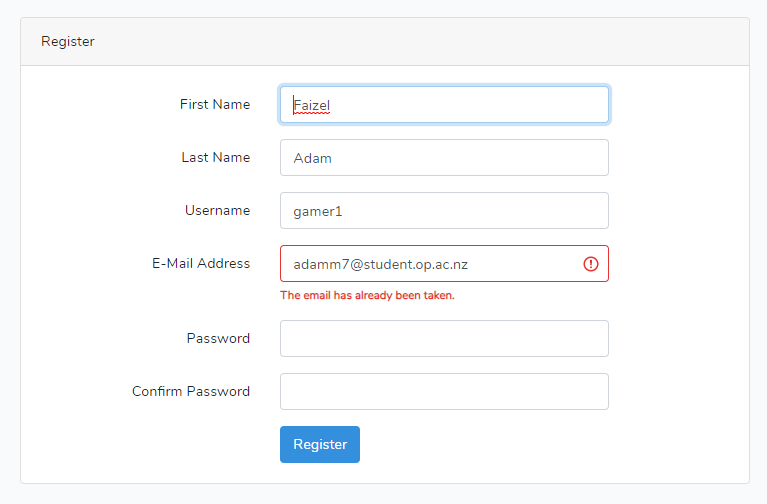 Register
First Name Faizel
Last Name Adam
Username gamer1
E-Mail Address adamm7@student.op.ac.nz
The email has already been taken.
Password
Confirm Password
Register